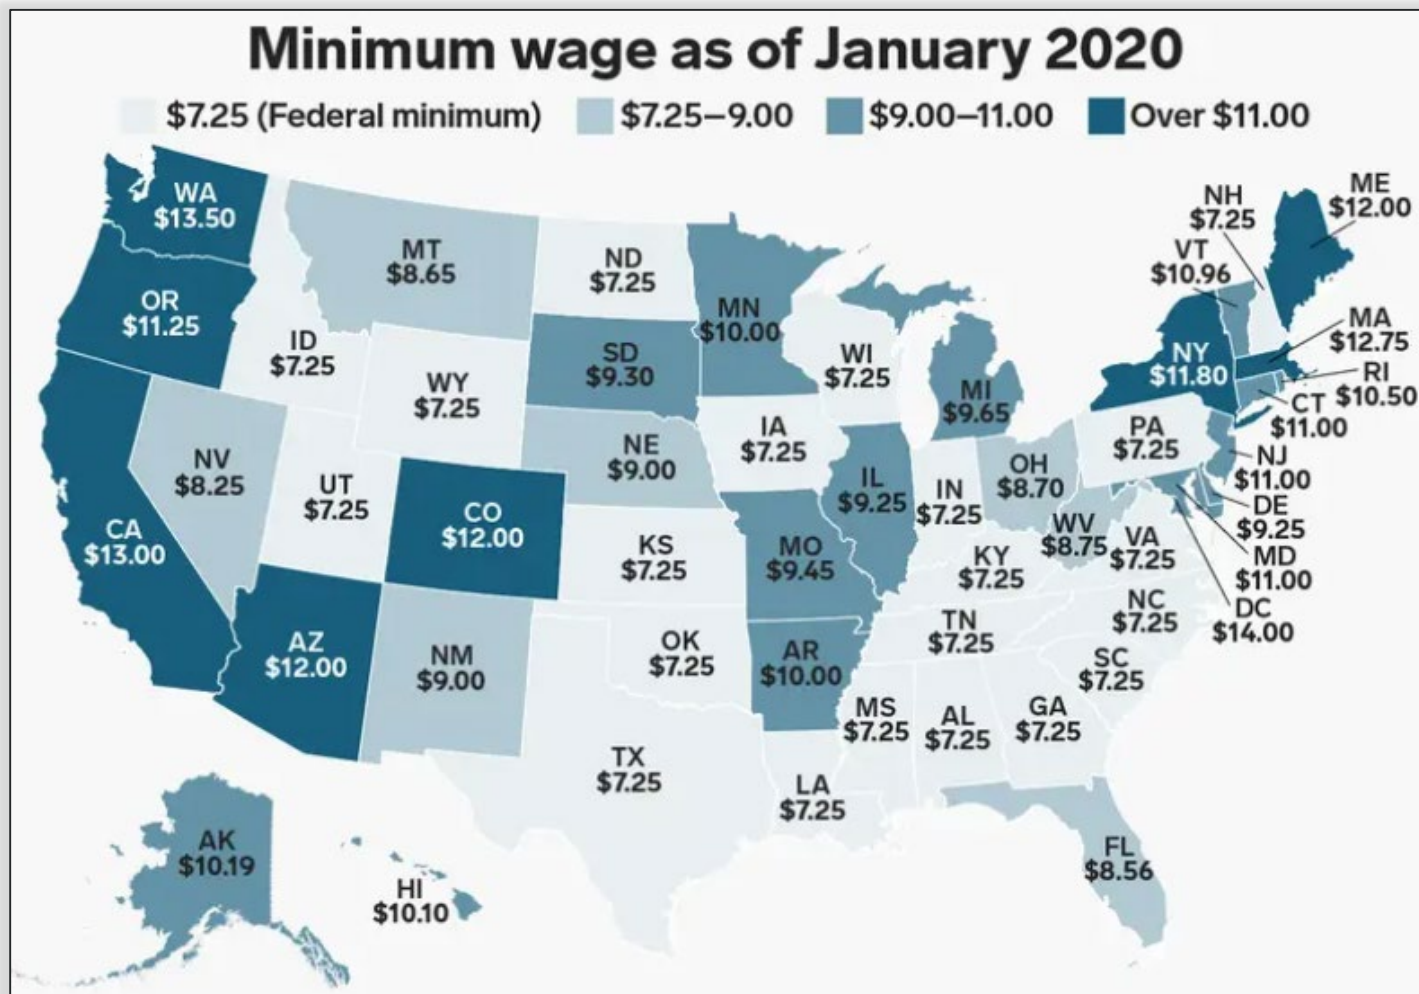 Minimum wage as of January 2020
$7.25 (Federal minimum) $7.25–9.00 $9.00–11.00 Over $11.00
WA
$13.50
OR
$11.25
CA
$13.00
NV
$8.25
ID
$7.25
MT
$8.65
WY
$7.25
UT
$7.25
CO
$12.00
AZ
$12.00
NM
$9.00
ND
$7.25
SD
$9.30
NE
$9.00
KS
$7.25
OK
$7.25
TX
$7.25
MN
$10.00
IA
$7.25
MO
$9.45
AR
$10.00
LA
$7.25
WI
$7.25
IL
$9.25
MI
$9.65
IN
$7.25
OH
$8.70
KY
$7.25
TN
$7.25
MS
$7.25
AL
$7.25
GA
$7.25
FL
$8.56
SC
$7.25
NC
$7.25
VA
$7.25
WV
$8.75
PA
$7.25
NY
$11.80
VT
$10.96
NH
$7.25
ME
$12.00
MA
$12.75
RI
$10.50
CT
$11.00
NJ
$11.00
DE
$9.25
MD
$11.00
DC
$14.00
AK
$10.19
HI
$10.10